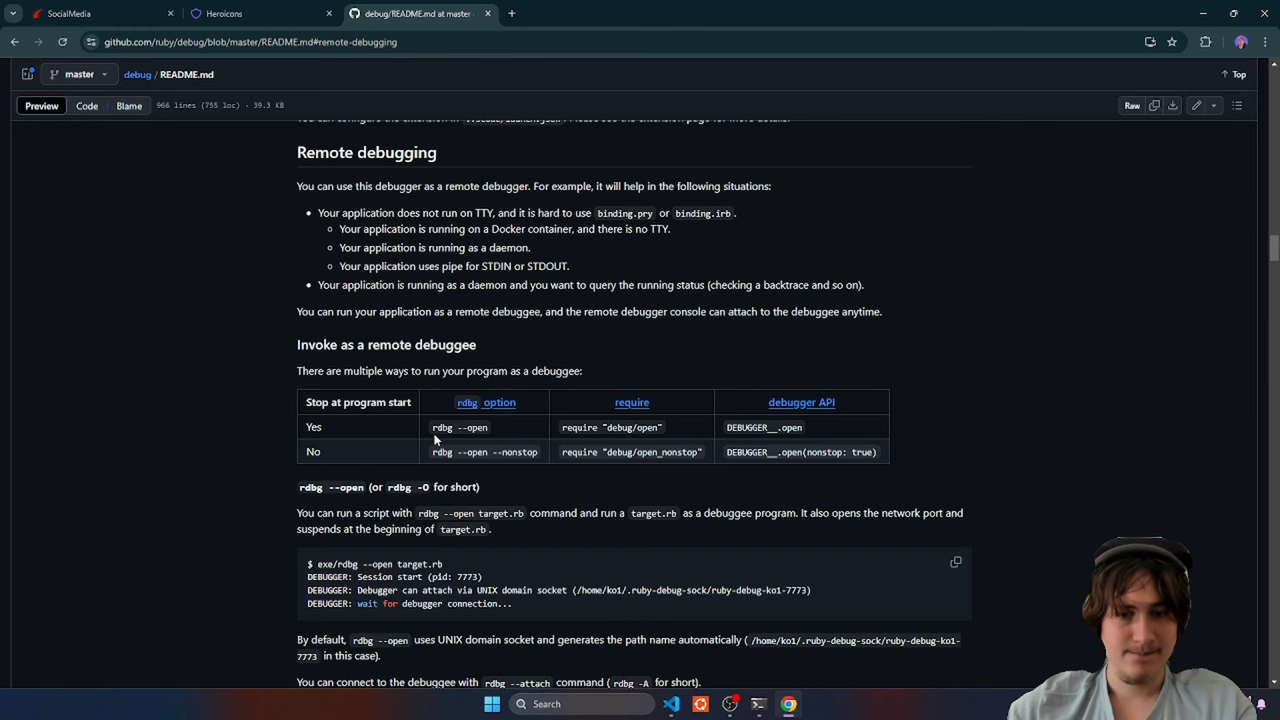 SocialMedia
Heroicons
debug/README.md at master
github.com/ruby/debug/blob/master/README.md#remote-debugging
master
debug / README.md
Top
Preview
Code
Blame
966 lines (755 loc) · 39.3 KB
Raw
Remote debugging
You can use this debugger as a remote debugger. For example, it will help in the following situations:
• Your application does not run on TTY, and it is hard to use binding.pry or binding.irb.
Your application is running on a Docker container, and there is no TTY.
Your application is running as a daemon.
Your application uses pipe for STDIN or STDOUT.
• Your application is running as a daemon and you want to query the running status (checking a backtrace and so on).
You can run your application as a remote debuggee, and the remote debugger console can attach to the debuggee anytime.
Invoke as a remote debuggee
There are multiple ways to run your program as a debuggee:
Stop at program start rdbg option require debugger API
Yes rdbg --open require "debug/open" DEBUGGER__.open
No rdbg --open --nonstop require "debug/open_nonstop" DEBUGGER__.open(nonstop: true)
rdbg --open (or rdbg -O for short)
You can run a script with rdbg --open target.rb command and run a target.rb as a debuggee program. It also opens the network port and
suspends at the beginning of target.rb.
$ exe/rdbg --open target.rb
DEBUGGER: Session start (pid: 7773)
DEBUGGER: Debugger can attach via UNIX domain socket (/home/ko1/.ruby-debug-sock/ruby-debug-ko1-7773)
DEBUGGER: wait for debugger connection...
By default, rdbg --open uses UNIX domain socket and generates the path name automatically ( /home/ko1/.ruby-debug-sock/ruby-debug-ko1-
7773 in this case).
You can connect to the debuggee with rdbg --attach command ( rdbg -A for short).
Search